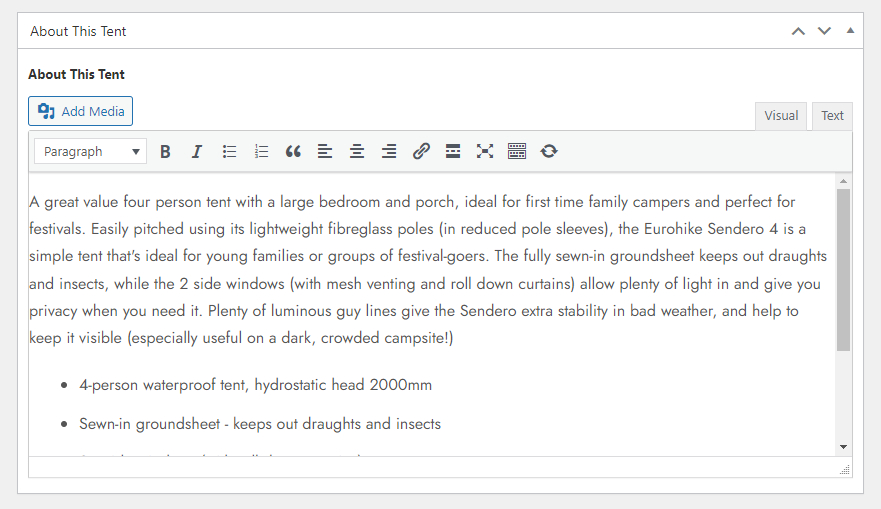 About This Tent
About This Tent
Add Media
Visual Text
Paragraph
A great value four person tent with a large bedroom and porch, ideal for first time family campers and perfect for
festivals. Easily pitched using its lightweight fibreglass poles (in reduced pole sleeves), the Eurohike Sendero 4 is a
simple tent that's ideal for young families or groups of festival-goers. The fully sewn-in groundsheet keeps out draughts
and insects, while the 2 side windows (with mesh venting and roll down curtains) allow plenty of light in and give you
privacy when you need it. Plenty of luminous guy lines give the Sendero extra stability in bad weather, and help to
keep it visible (especially useful on a dark, crowded campsite!)
• 4-person waterproof tent, hydrostatic head 2000mm
• Sewn-in groundsheet - keeps out draughts and insects